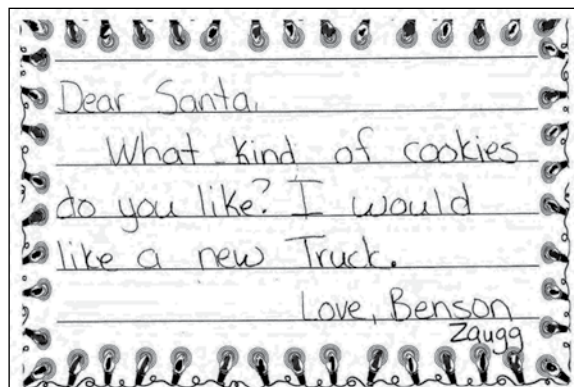 Dear Santa,
What kind of cookies
do you like? I would
like a new Truck.
Love, Benson
Zaugg